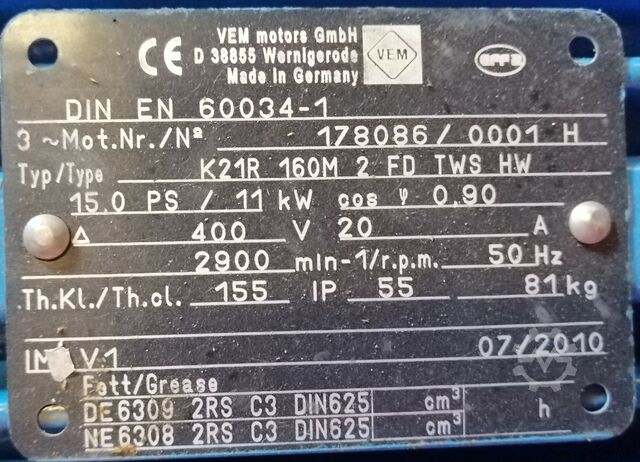 VEM motors GmbH
D 38855 Wernigerode
Made in Germany
VEM
DIN EN 60034-1
3 ~Mot.Nr./Nº 178086/0001 H
Typ/Type K21R 160M 2 FD TWS HW
15.0 PS / 11 kW cos φ 0,90
Δ 400 V 20 A
2900 min-1/r.p.m. 50 Hz
Th.Kl./Th.cl. 155 IP 55 81kg
IM V1 07/2010
Fett/Grease
DE 6309 2RS C3 DIN625 cm³ h
NE 6308 2RS C3 DIN625 cm³